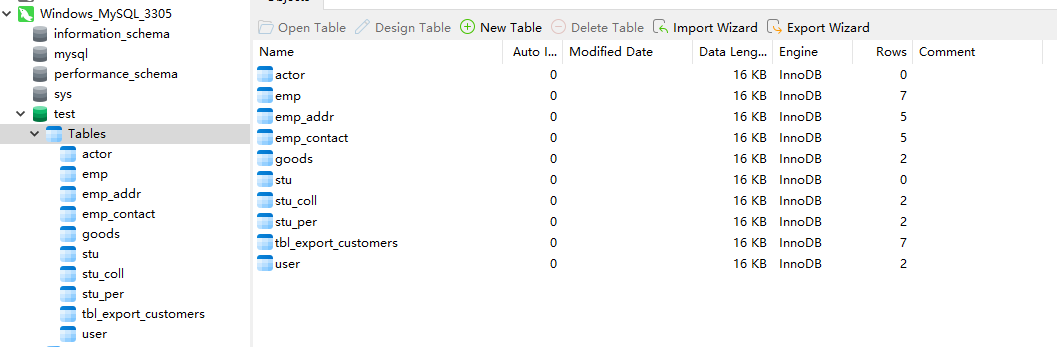 Objects
Windows_MySQL_3305
information_schema
mysql
performance_schema
sys
test
Tables
actor
emp
emp_addr
emp_contact
goods
stu
stu_coll
stu_per
tbl_export_customers
user
Open Table Design Table New Table Delete Table Import Wizard Export Wizard
Name Auto I... Modified Date Data Leng... Engine Rows Comment
actor 0 16 KB InnoDB 0
emp 0 16 KB InnoDB 7
emp_addr 0 16 KB InnoDB 5
emp_contact 0 16 KB InnoDB 5
goods 0 16 KB InnoDB 2
stu 0 16 KB InnoDB 0
stu_coll 0 16 KB InnoDB 2
stu_per 0 16 KB InnoDB 2
tbl_export_customers 0 16 KB InnoDB 7
user 0 16 KB InnoDB 2